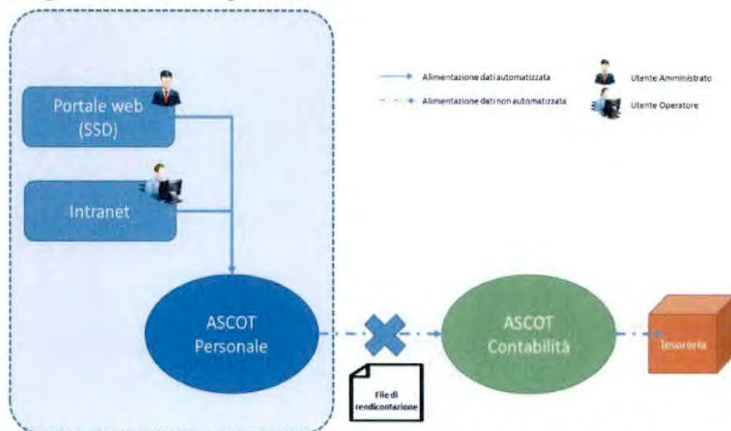 Portale web
(SSD)
Intranet
ASCOT
Personale
Alimentazione dati automatizzata
Alimentazione dati non automatizzata
Utente Amministrato
Utente Operatore
File di
rendicontazione
ASCOT
Contabilità
Tesoreria